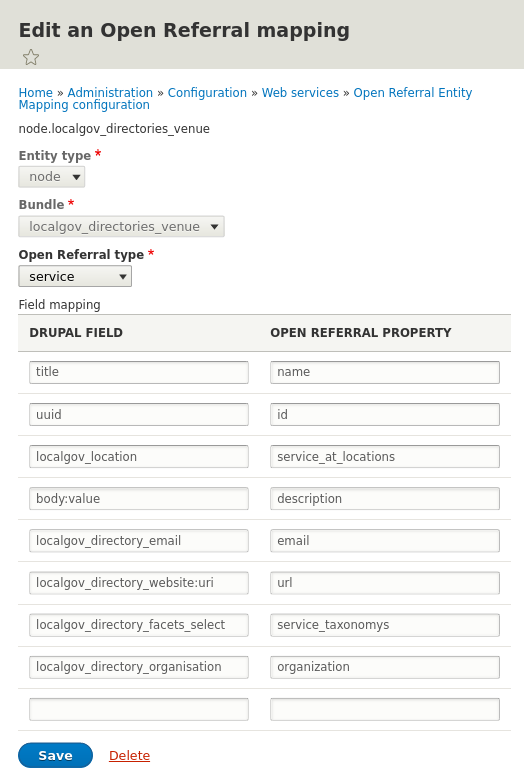 Edit an Open Referral mapping
Home » Administration » Configuration » Web services » Open Referral Entity
Mapping configuration
node.localgov_directories_venue
Entity type *
node
Bundle *
localgov_directories_venue
Open Referral type *
service
Field mapping
DRUPAL FIELD OPEN REFERRAL PROPERTY
title name
uuid id
localgov_location service_at_locations
body:value description
localgov_directory_email email
localgov_directory_website:uri url
localgov_directory_facets_select service_taxonomys
localgov_directory_organisation organization
Save Delete